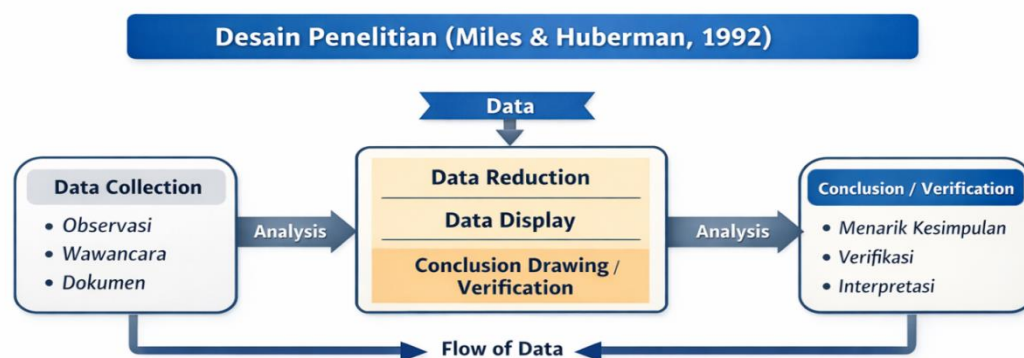 Desain Penelitian (Miles & Huberman, 1992)
Data
Data Collection
• Observasi
• Wawancara
• Dokumen
Analysis
Data Reduction
Data Display
Conclusion Drawing /
Verification
Analysis
Conclusion / Verification
• Menarik Kesimpulan
• Verifikasi
• Interpretasi
Flow of Data